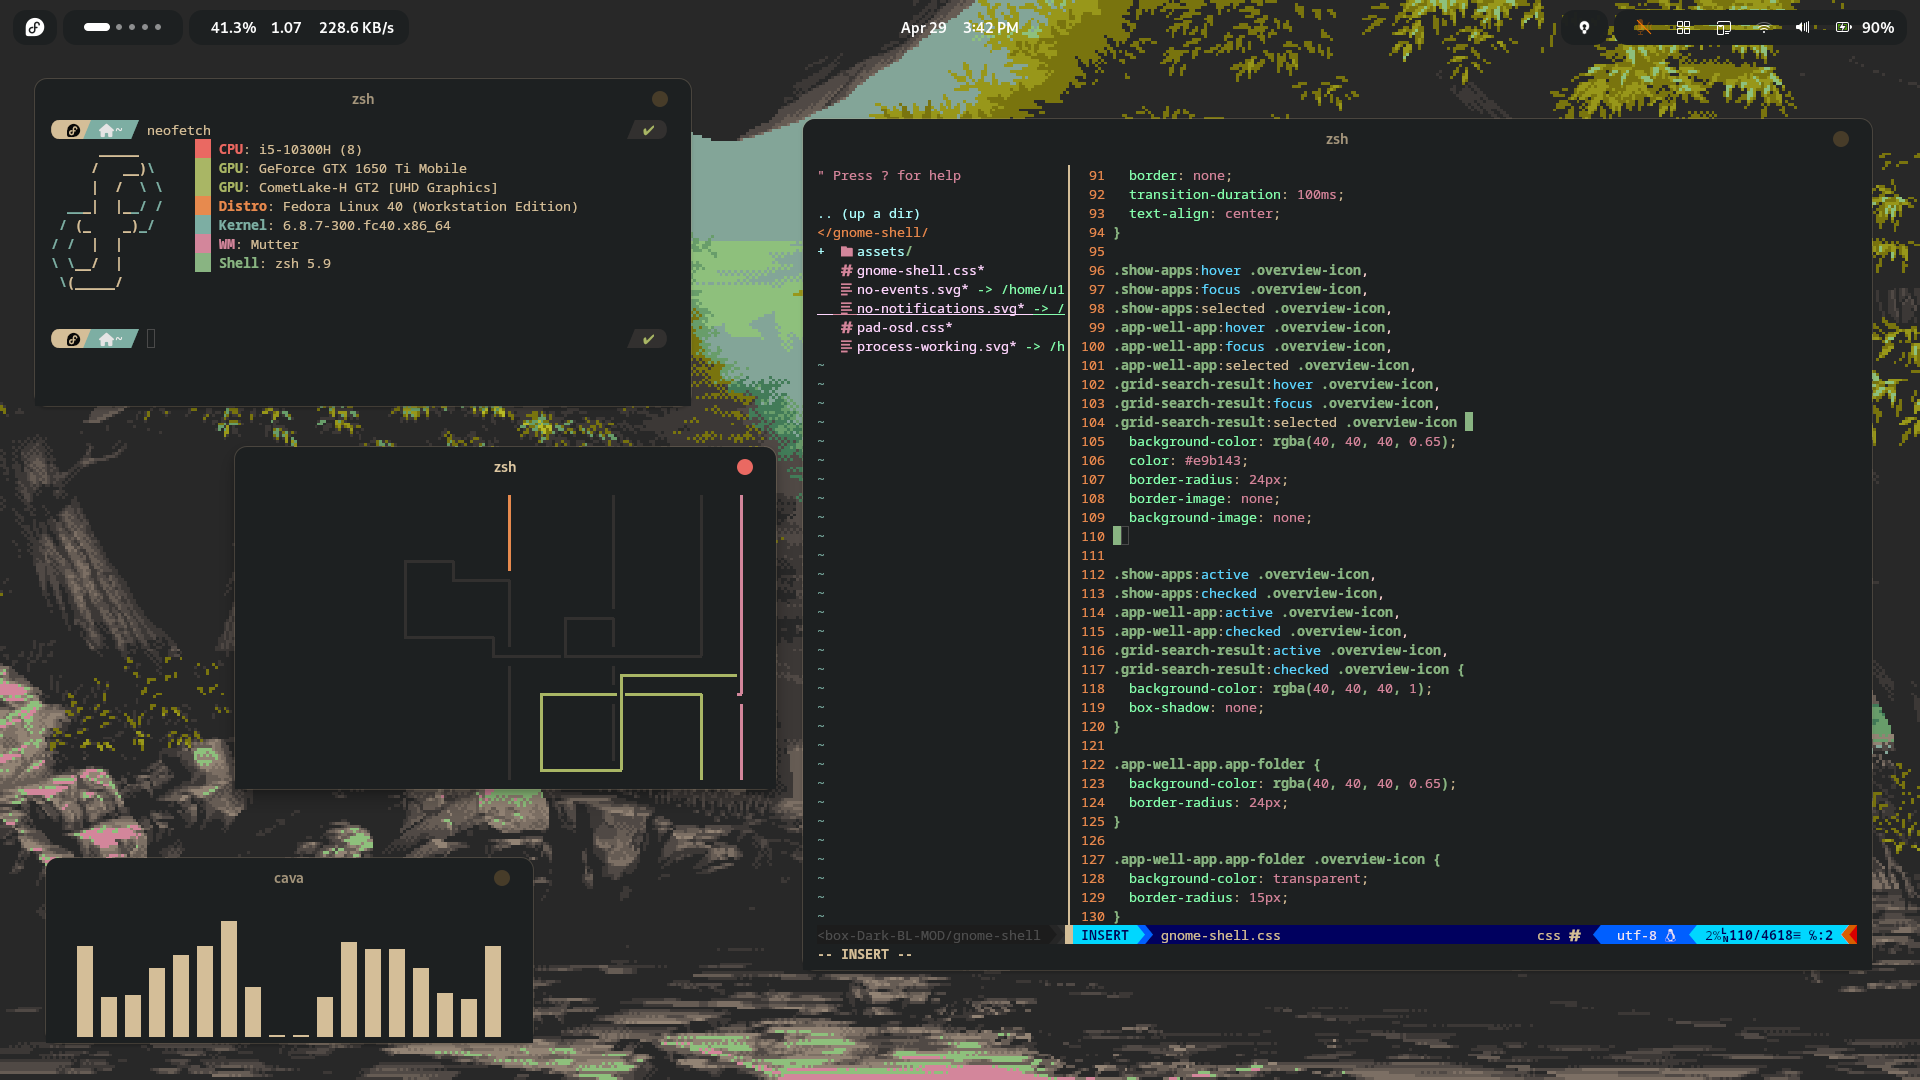 41.3% 1.07 228.6 KB/s
Apr 29 3:42 PM
90%
zsh
~ neofetch ✔
CPU: i5-10300H (8)
GPU: GeForce GTX 1650 Ti Mobile
GPU: CometLake-H GT2 [UHD Graphics]
Distro: Fedora Linux 40 (Workstation Edition)
Kernel: 6.8.7-300.fc40.x86_64
WM: Mutter
Shell: zsh 5.9
~ ✔
zsh
cava
zsh
" Press ? for help
.. (up a dir)
</gnome-shell/
+ assets/
# gnome-shell.css*
no-events.svg* -> /home/u1
no-notifications.svg* -> /
# pad-osd.css*
process-working.svg* -> /h
91 border: none;
92 transition-duration: 100ms;
93 text-align: center;
94 }
95
96 .show-apps:hover .overview-icon,
97 .show-apps:focus .overview-icon,
98 .show-apps:selected .overview-icon,
99 .app-well-app:hover .overview-icon,
100 .app-well-app:focus .overview-icon,
101 .app-well-app:selected .overview-icon,
102 .grid-search-result:hover .overview-icon,
103 .grid-search-result:focus .overview-icon,
104 .grid-search-result:selected .overview-icon
105 background-color: rgba(40, 40, 40, 0.65);
106 color: #e9b143;
107 border-radius: 24px;
108 border-image: none;
109 background-image: none;
110
111
112 .show-apps:active .overview-icon,
113 .show-apps:checked .overview-icon,
114 .app-well-app:active .overview-icon,
115 .app-well-app:checked .overview-icon,
116 .grid-search-result:active .overview-icon,
117 .grid-search-result:checked .overview-icon {
118 background-color: rgba(40, 40, 40, 1);
119 box-shadow: none;
120 }
121
122 .app-well-app.app-folder {
123 background-color: rgba(40, 40, 40, 0.65);
124 border-radius: 24px;
125 }
126
127 .app-well-app.app-folder .overview-icon {
128 background-color: transparent;
129 border-radius: 15px;
130 }
<box-Dark-BL-MOD/gnome-shell INSERT gnome-shell.css css # utf-8 2% 110/4618≡ ℅:2
-- INSERT --